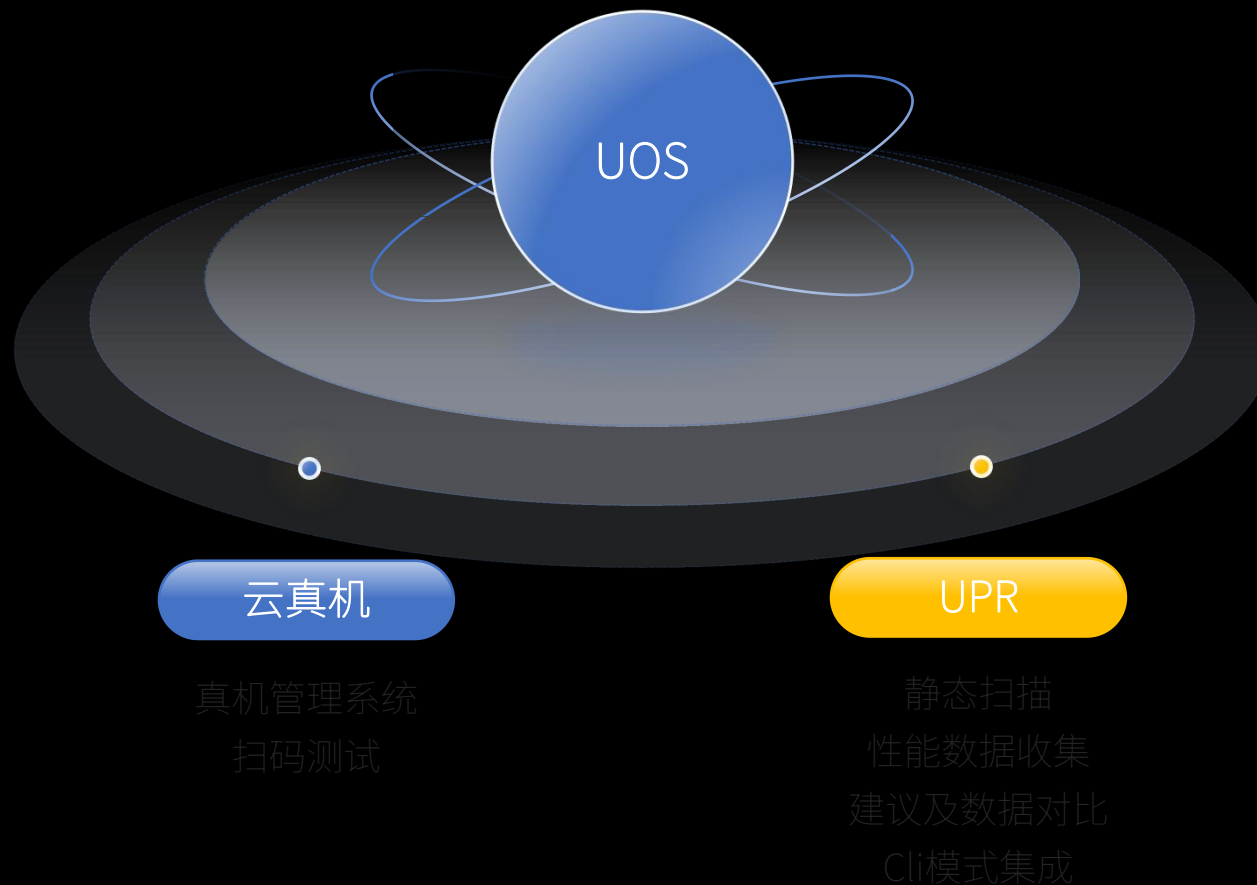 UOS
云真机
真机管理系统
扫码测试
UPR
静态扫描
性能数据收集
建议及数据对比
Cli模式集成